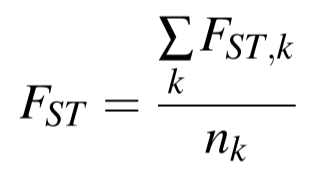 $F_{ST} = \frac{\sum_{k} F_{ST,k}}{n_k}$